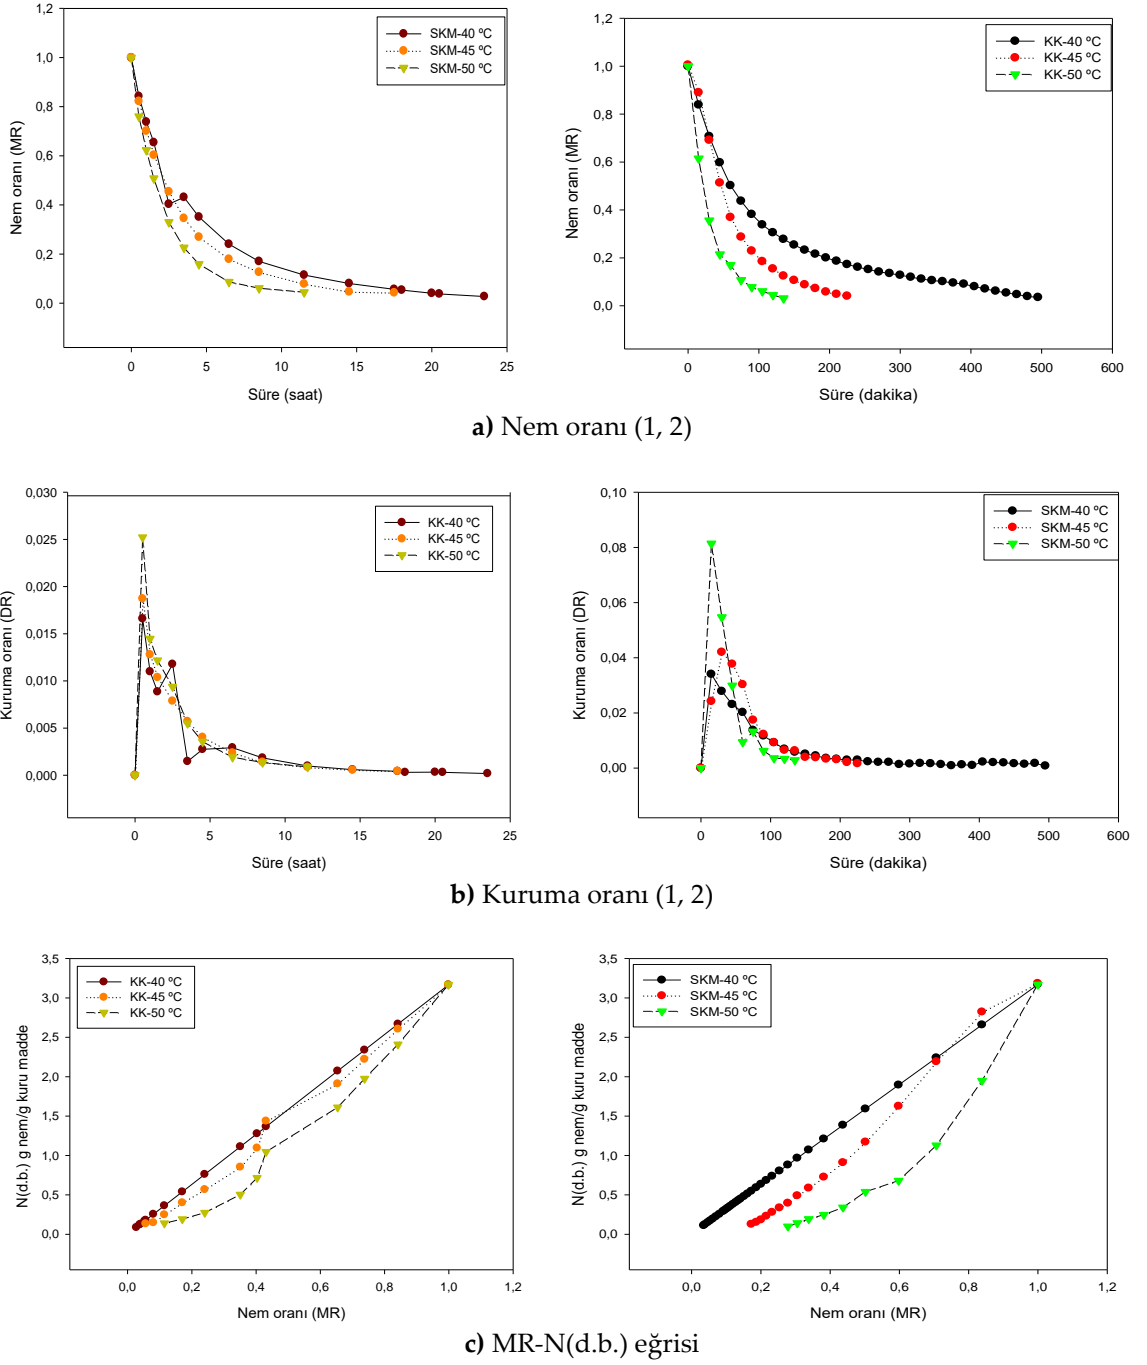 1,2
1,0
0,8
0,6
0,4
0,2
0,0
Nem oranı (MR)
SKM-40 ºC
SKM-45 ºC
SKM-50 ºC
0 5 10 15 20 25
Süre (saat)
1,2
1,0
0,8
0,6
0,4
0,2
0,0
Nem oranı (MR)
KK-40 ºC
KK-45 ºC
KK-50 ºC
0 100 200 300 400 500 600
Süre (dakika)
a) Nem oranı (1, 2)
0,030
0,025
0,020
0,015
0,010
0,005
0,000
Kuruma oranı (DR)
KK-40 ºC
KK-45 ºC
KK-50 ºC
0 5 10 15 20 25
Süre (saat)
0,10
0,08
0,06
0,04
0,02
0,00
Kuruma oranı (DR)
SKM-40 ºC
SKM-45 ºC
SKM-50 ºC
0 100 200 300 400 500 600
Süre (dakika)
b) Kuruma oranı (1, 2)
3,5
3,0
2,5
2,0
1,5
1,0
0,5
0,0
N(d.b.) g nem/g kuru madde
KK-40 ºC
KK-45 ºC
KK-50 ºC
0,0 0,2 0,4 0,6 0,8 1,0 1,2
Nem oranı (MR)
3,5
3,0
2,5
2,0
1,5
1,0
0,5
0,0
N(d.b.) g nem/g kuru madde
SKM-40 ºC
SKM-45 ºC
SKM-50 ºC
0,0 0,2 0,4 0,6 0,8 1,0 1,2
Nem oranı (MR)
c) MR-N(d.b.) eğrisi